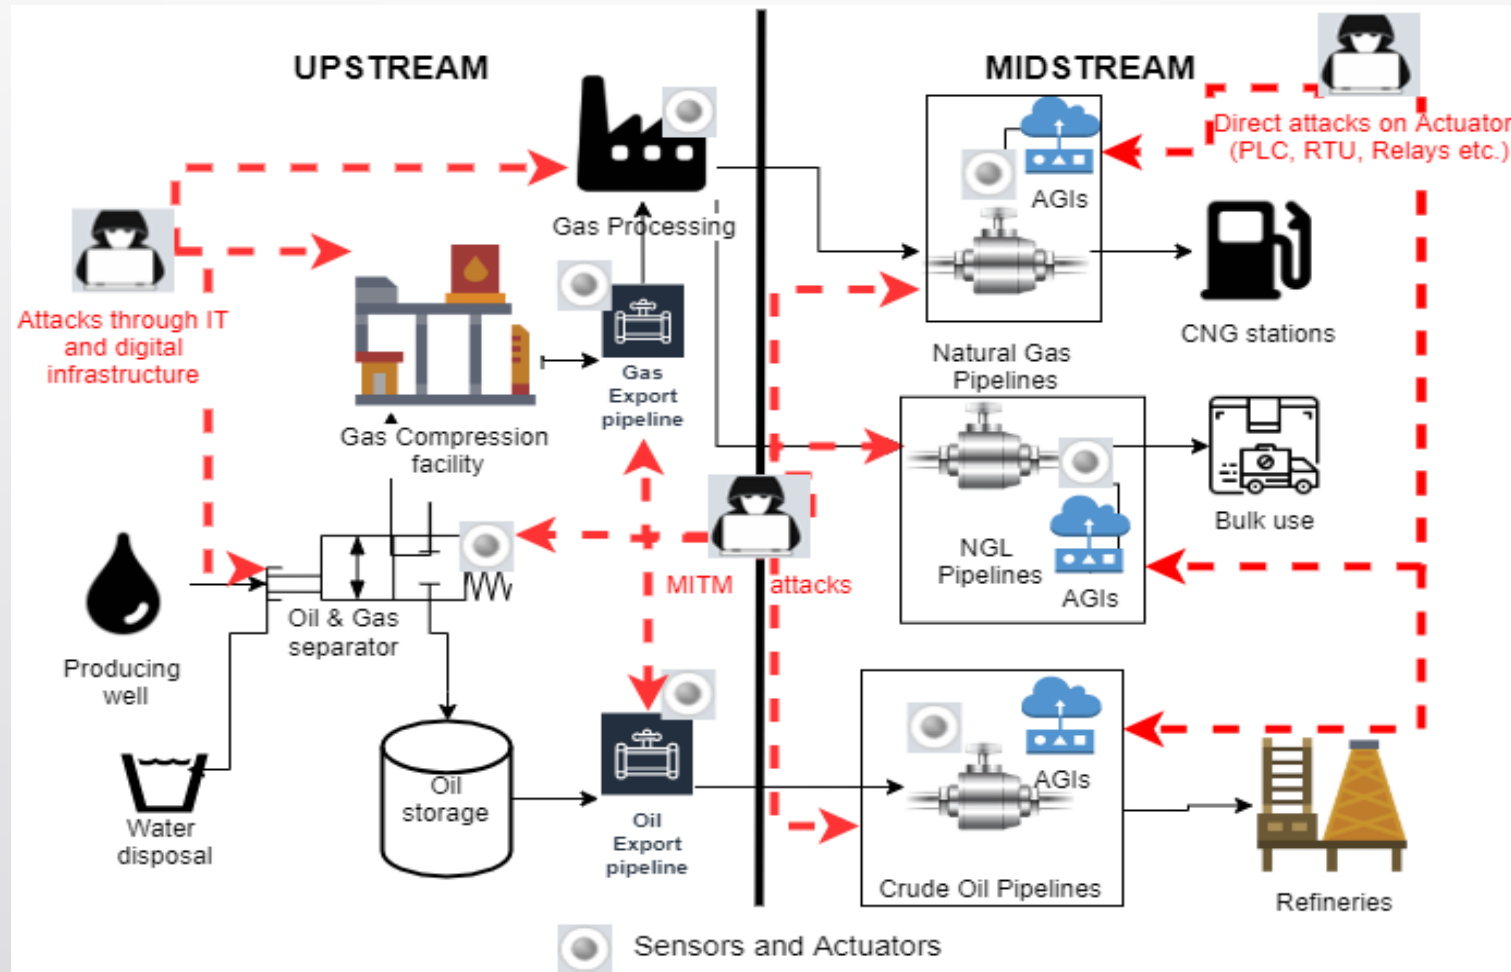 UPSTREAM
MIDSTREAM
Direct attacks on Actuator
(PLC, RTU, Relays etc.)
AGIs
Gas Processing
Attacks through IT
and digital
infrastructure
CNG stations
Natural Gas
Pipelines
Gas
Export
pipeline
Gas Compression
facility
Bulk use
NGL
Pipelines
AGIs
MITM attacks
Oil & Gas
separator
Producing
well
Oil
storage
AGIs
Water
disposal
Oil
Export
pipeline
Crude Oil Pipelines
Refineries
Sensors and Actuators